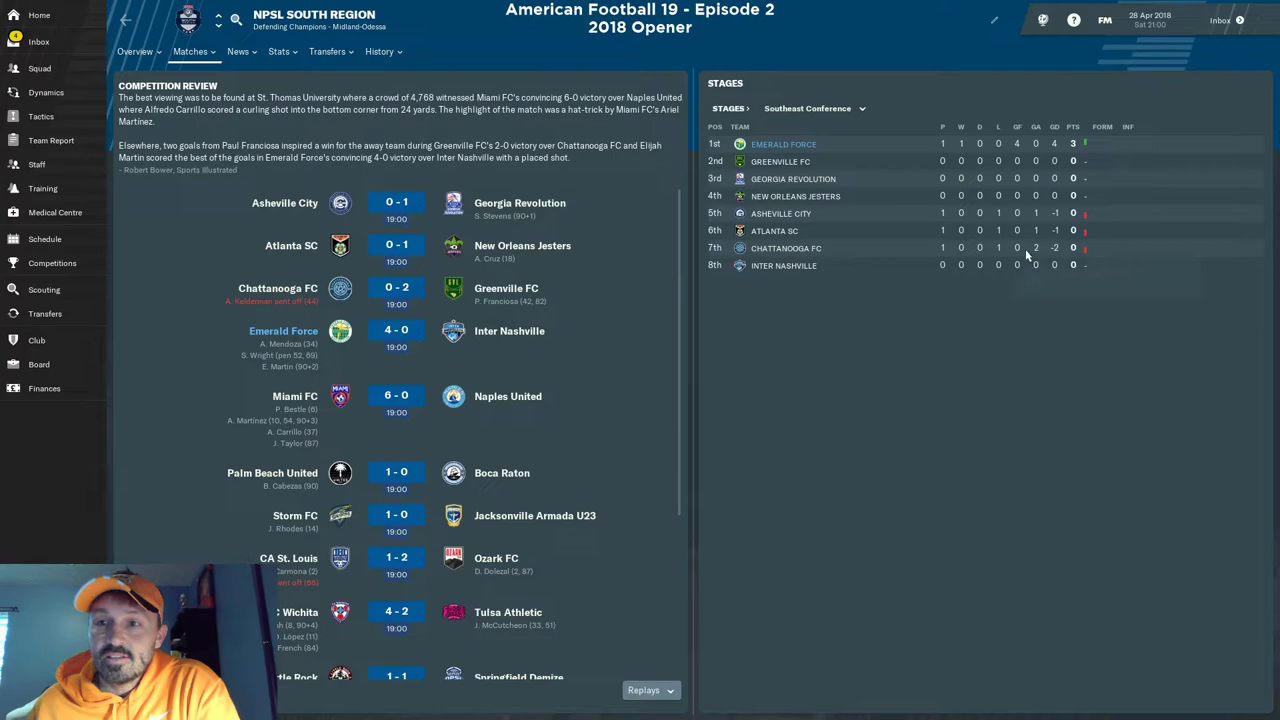 American Football 19 - Episode 2
2018 Opener
NPSL SOUTH REGION
Defending Champions - Midland-Odessa
FM
28 Apr 2018
Sat 21:00
Inbox
Home
4
Inbox
Squad
Dynamics
Tactics
Team Report
Staff
Training
Medical Centre
Schedule
Competitions
Scouting
Transfers
Club
Board
Finances
Overview
Matches
News
Stats
Transfers
History
COMPETITION REVIEW
The best viewing was to be found at St. Thomas University where a crowd of 4,768 witnessed Miami FC's convincing 6-0 victory over Naples United
where Alfredo Carrillo scored a curling shot into the bottom corner from 24 yards. The highlight of the match was a hat-trick by Miami FC's Ariel
Martínez.
Elsewhere, two goals from Paul Franciosa inspired a win for the away team during Greenville FC's 2-0 victory over Chattanooga FC and Elijah
Martin scored the best of the goals in Emerald Force's convincing 4-0 victory over Inter Nashville with a placed shot.
- Robert Bower, Sports Illustrated
Asheville City 0 - 1 Georgia Revolution
19:00 S. Stevens (90+1)
Atlanta SC 0 - 1 New Orleans Jesters
19:00 A. Cruz (18)
Chattanooga FC 0 - 2 Greenville FC
A. Keldennan sent off (44) 19:00 P. Franciosa (42, 82)
Emerald Force 4 - 0 Inter Nashville
A. Mendoza (34) 19:00
S. Wright (pen 52, 69)
E. Martin (90+2)
Miami FC 6 - 0 Naples United
P. Bestle (6) 19:00
A. Martínez (10, 54, 90+3)
A. Carrillo (37)
J. Taylor (87)
Palm Beach United 1 - 0 Boca Raton
B. Cabezas (90) 19:00
Storm FC 1 - 0 Jacksonville Armada U23
J. Rhodes (14) 19:00
CA St. Louis 1 - 2 Ozark FC
Carmona (2) 19:00 D. Dolezal (2, 87)
sent off (66)
C Wichita 4 - 2 Tulsa Athletic
(8, 90+4) 19:00 J. McCutcheon (33, 51)
López (11)
French (84)
Rock 1 - 1 Springfield Demize
Replays
STAGES
STAGES > Southeast Conference
POS TEAM P W D L GF GA GD PTS FORM INF
1st EMERALD FORCE 1 1 0 0 4 0 4 3
2nd GREENVILLE FC 0 0 0 0 0 0 0 0 -
3rd GEORGIA REVOLUTION 0 0 0 0 0 0 0 0 -
4th NEW ORLEANS JESTERS 0 0 0 0 0 0 0 0 -
5th ASHEVILLE CITY 1 0 0 1 0 1 -1 0
6th ATLANTA SC 1 0 0 1 0 1 -1 0
7th CHATTANOOGA FC 1 0 0 1 0 2 -2 0
8th INTER NASHVILLE 0 0 0 0 0 0 0 0 -